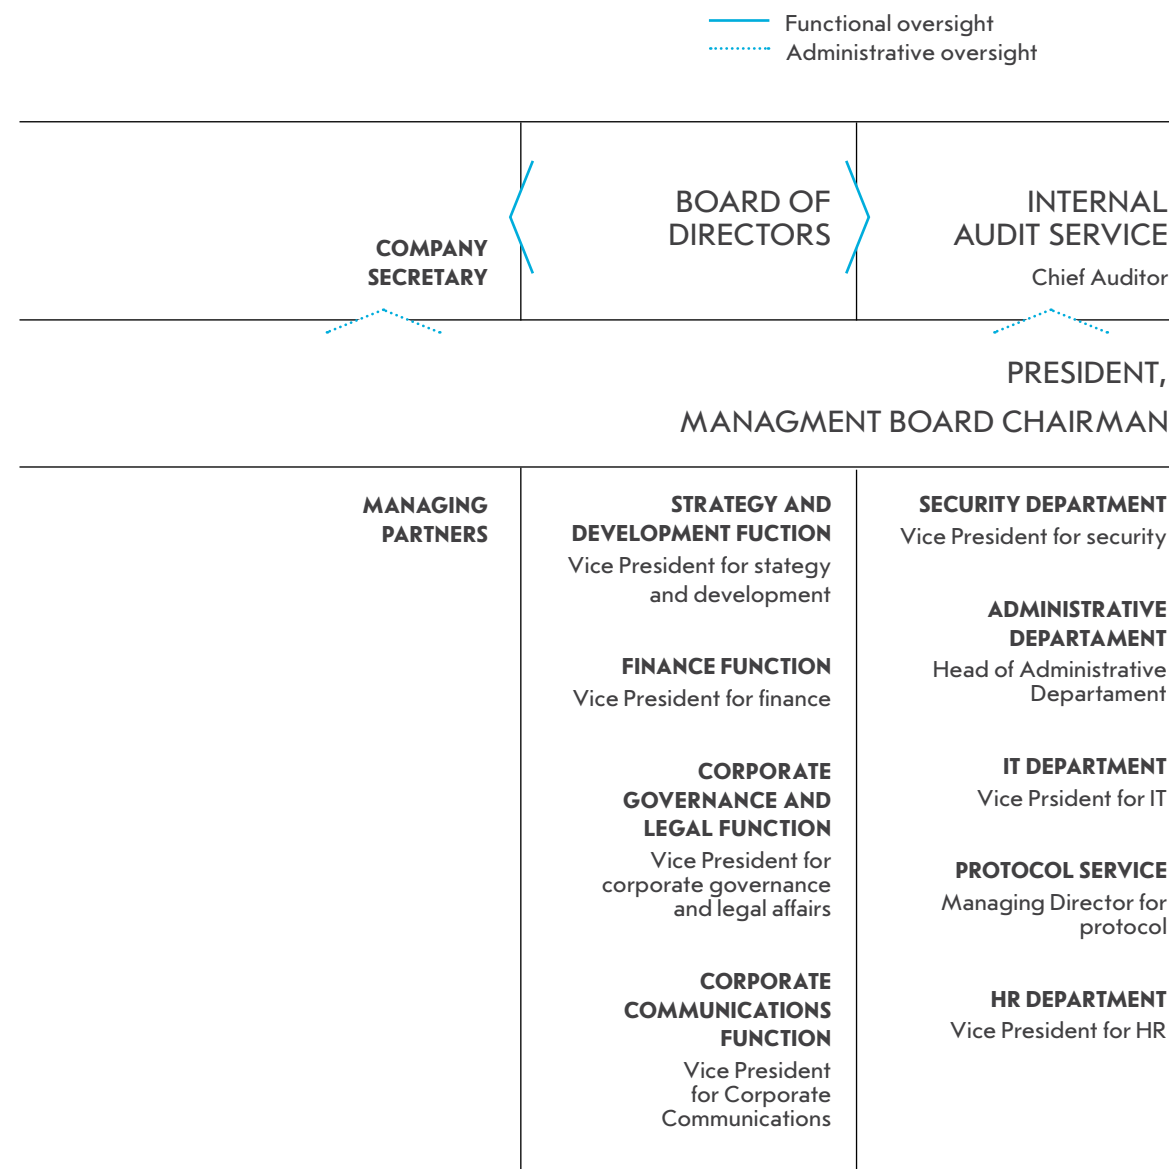 Functional oversight
Administrative oversight
COMPANY
SECRETARY
BOARD OF
DIRECTORS
INTERNAL
AUDIT SERVICE
Chief Auditor
PRESIDENT,
MANAGMENT BOARD CHAIRMAN
MANAGING
PARTNERS
STRATEGY AND
DEVELOPMENT FUCTION
Vice President for stategy
and development
FINANCE FUNCTION
Vice President for finance
CORPORATE
GOVERNANCE AND
LEGAL FUNCTION
Vice President for
corporate governance
and legal affairs
CORPORATE
COMMUNICATIONS
FUNCTION
Vice President
for Corporate
Communications
SECURITY DEPARTMENT
Vice President for security
ADMINISTRATIVE
DEPARTAMENT
Head of Administrative
Departament
IT DEPARTMENT
Vice Prsident for IT
PROTOCOL SERVICE
Managing Director for
protocol
HR DEPARTMENT
Vice President for HR